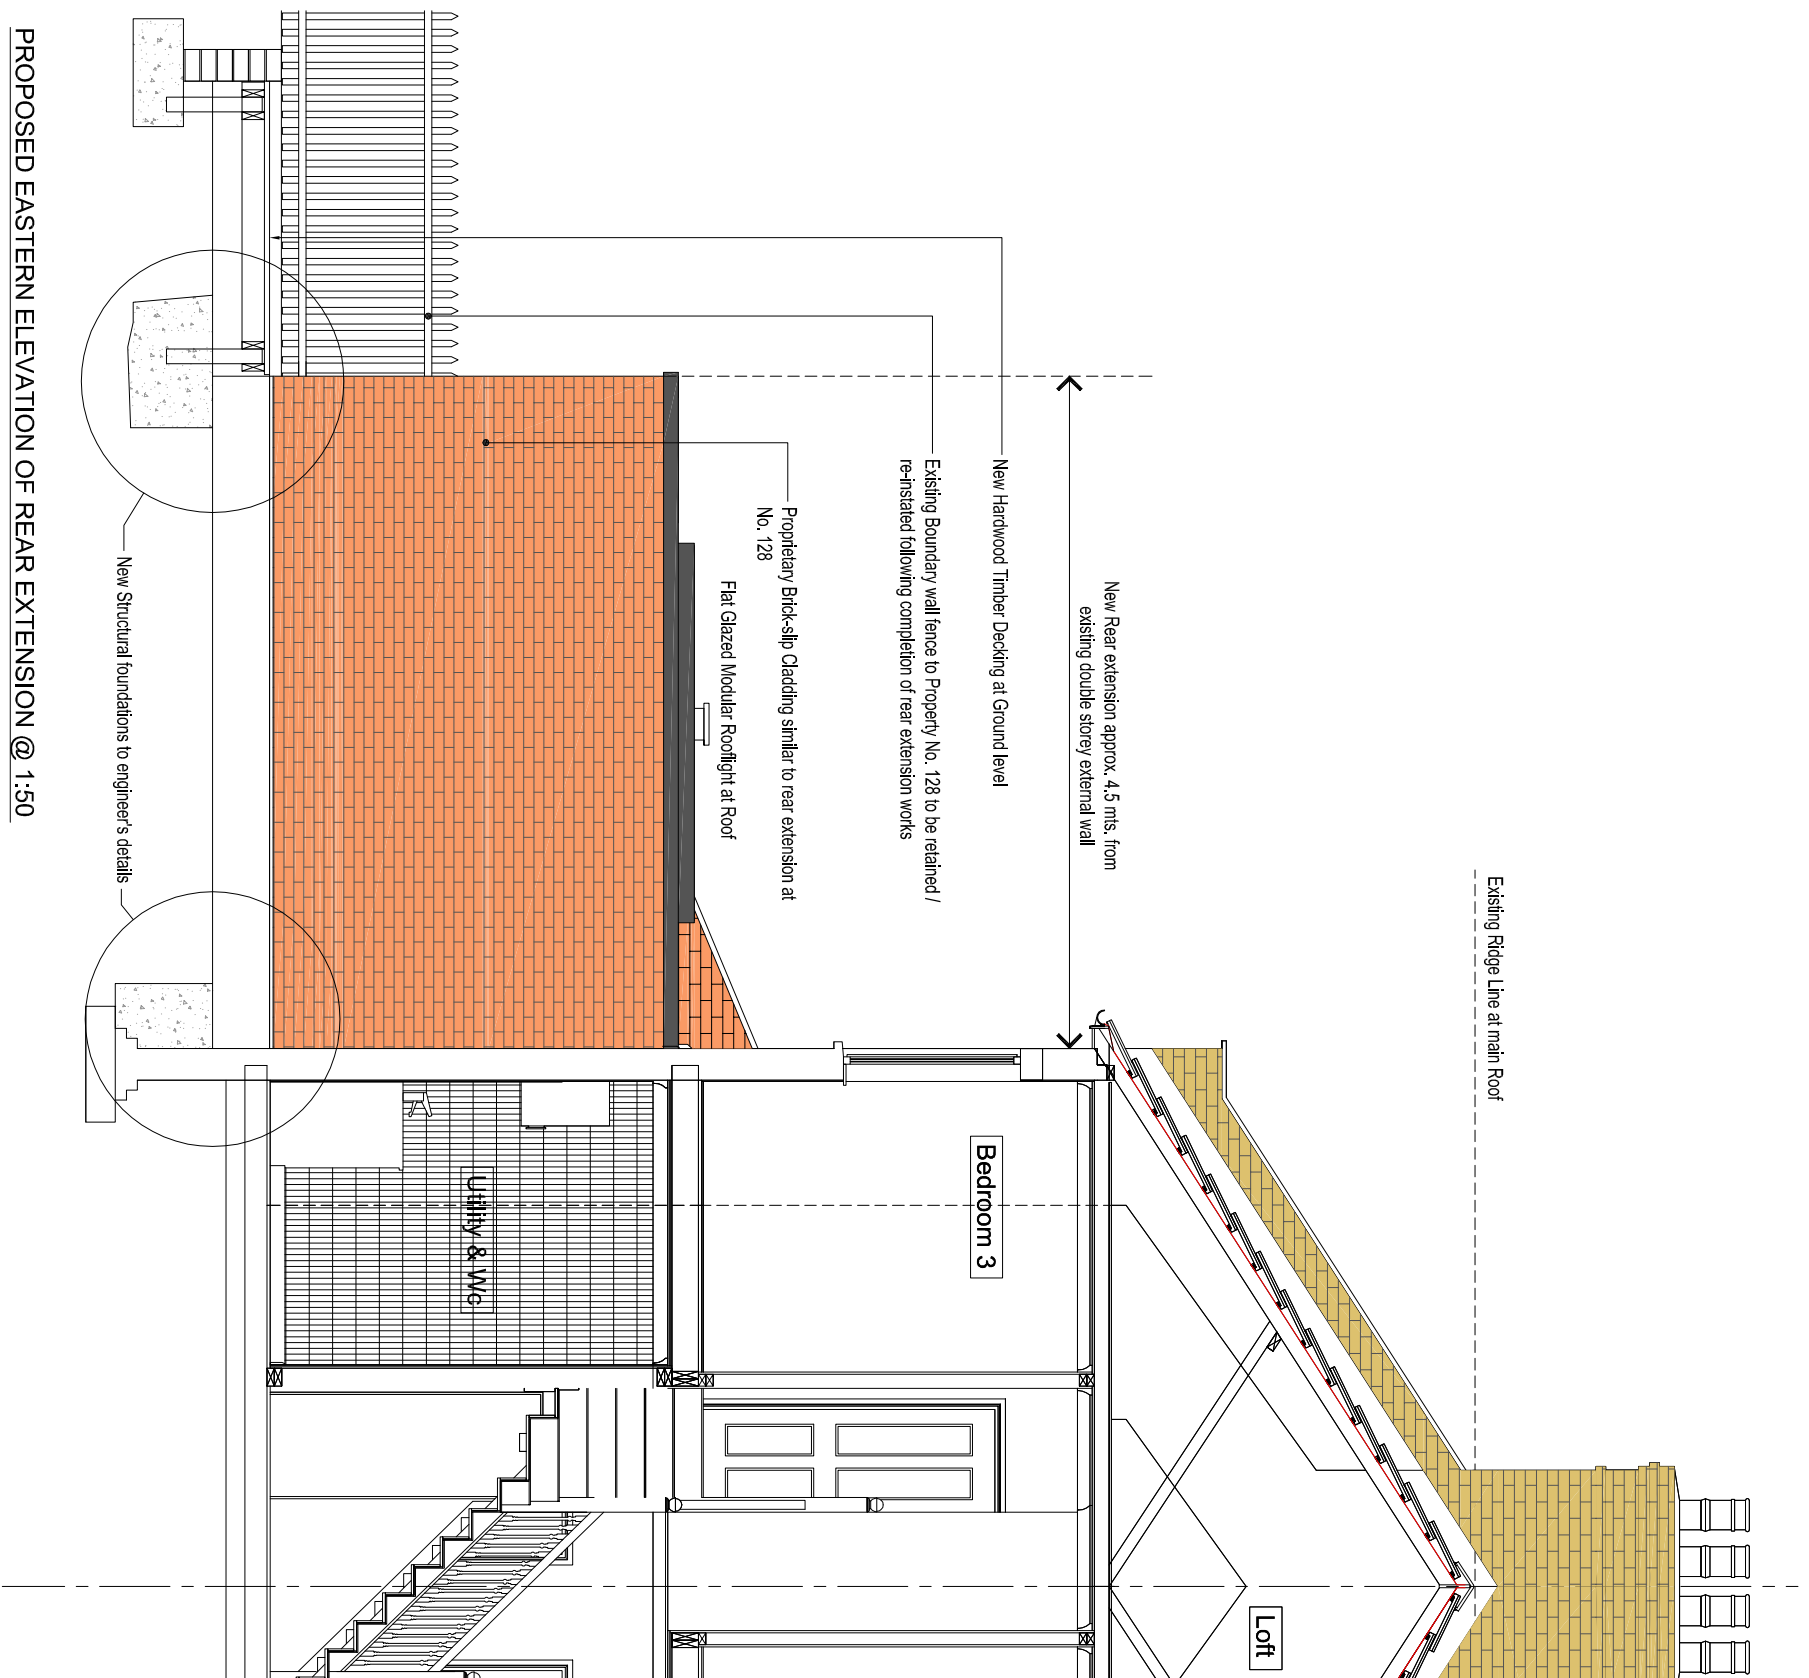 Existing Ridge Line at main Roof
New Rear extension approx. 4.5 mts. from
existing double storey external wall
New Hardwood Timber Decking at Ground level
Existing Boundary wall fence to Property No. 128 to be retained /
re-instated following completion of rear extension works
Proprietary Brick-slip Cladding similar to rear extension at
No. 128
Flat Glazed Modular Rooflight at Roof
Loft
Bedroom 3
Utility & Wc
New Structural foundations to engineer's details
PROPOSED EASTERN ELEVATION OF REAR EXTENSION @ 1:50